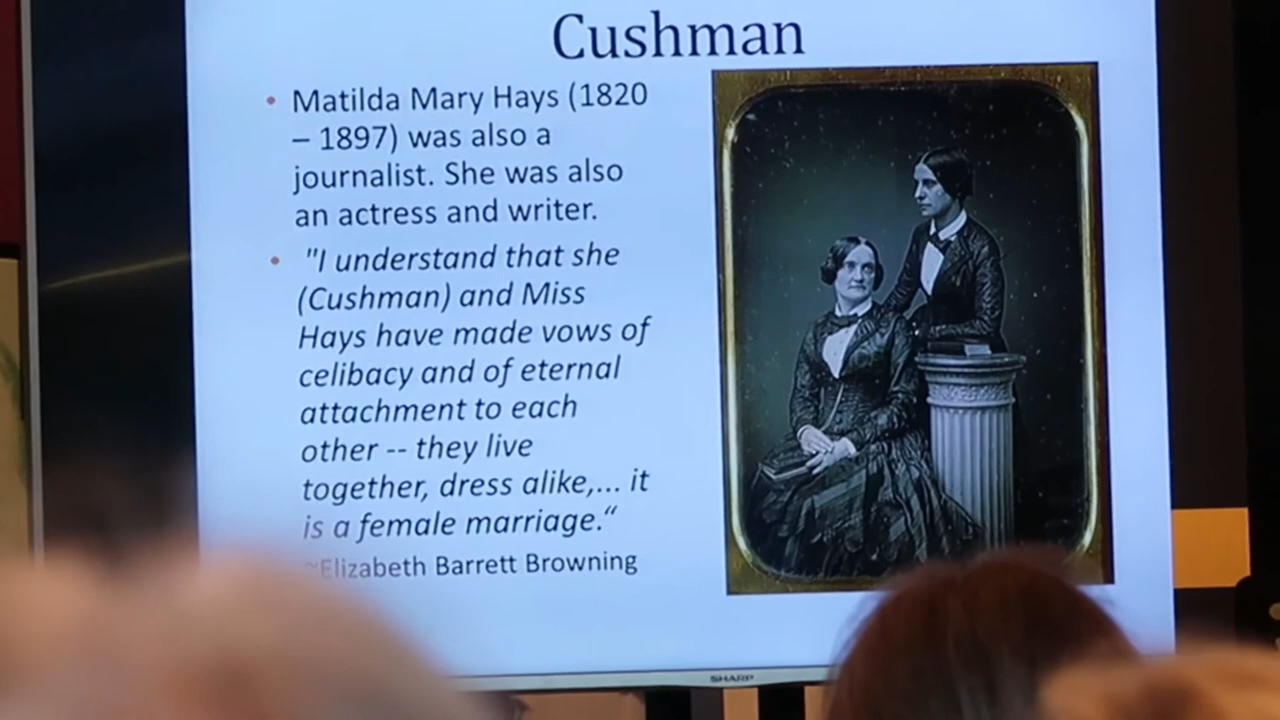 Cushman
• Matilda Mary Hays (1820
– 1897) was also a
journalist. She was also
an actress and writer.
• "I understand that she
(Cushman) and Miss
Hays have made vows of
celibacy and of eternal
attachment to each
other -- they live
together, dress alike,... it
is a female marriage.“
~Elizabeth Barrett Browning
SHARP